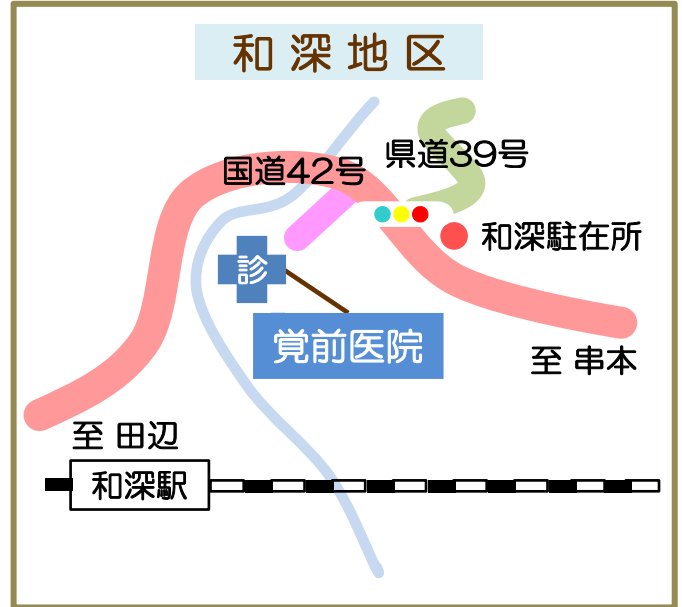 和深地区
県道39号
国道42号
和深駐在所
診
覚前医院
至 串本
至 田辺
和深駅